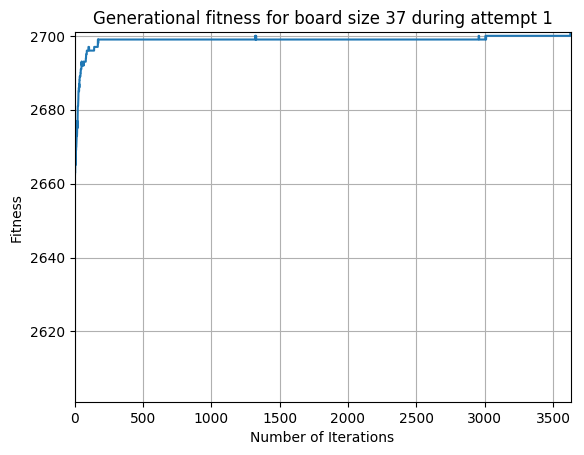 Generational fitness for board size 37 during attempt 1
2700
2680
2660
2640
2620
Fitness
0 500 1000 1500 2000 2500 3000 3500
Number of Iterations